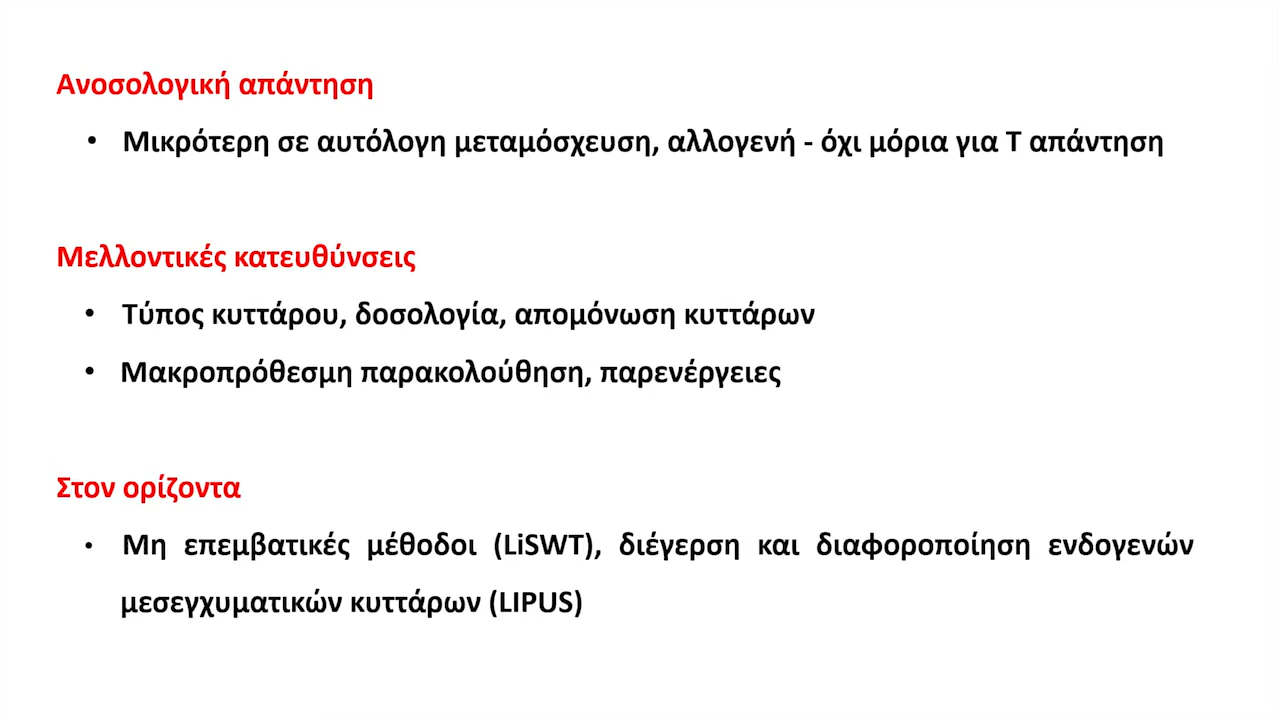 Ανοσολογική απάντηση
• Μικρότερη σε αυτόλογη μεταμόσχευση, αλλογενή - όχι μόρια για Τ απάντηση
Μελλοντικές κατευθύνσεις
• Τύπος κυττάρου, δοσολογία, απομόνωση κυττάρων
• Μακροπρόθεσμη παρακολούθηση, παρενέργειες
Στον ορίζοντα
• Μη επεμβατικές μέθοδοι (LiSWT), διέγερση και διαφοροποίηση ενδογενών
μεσεγχυματικών κυττάρων (LIPUS)